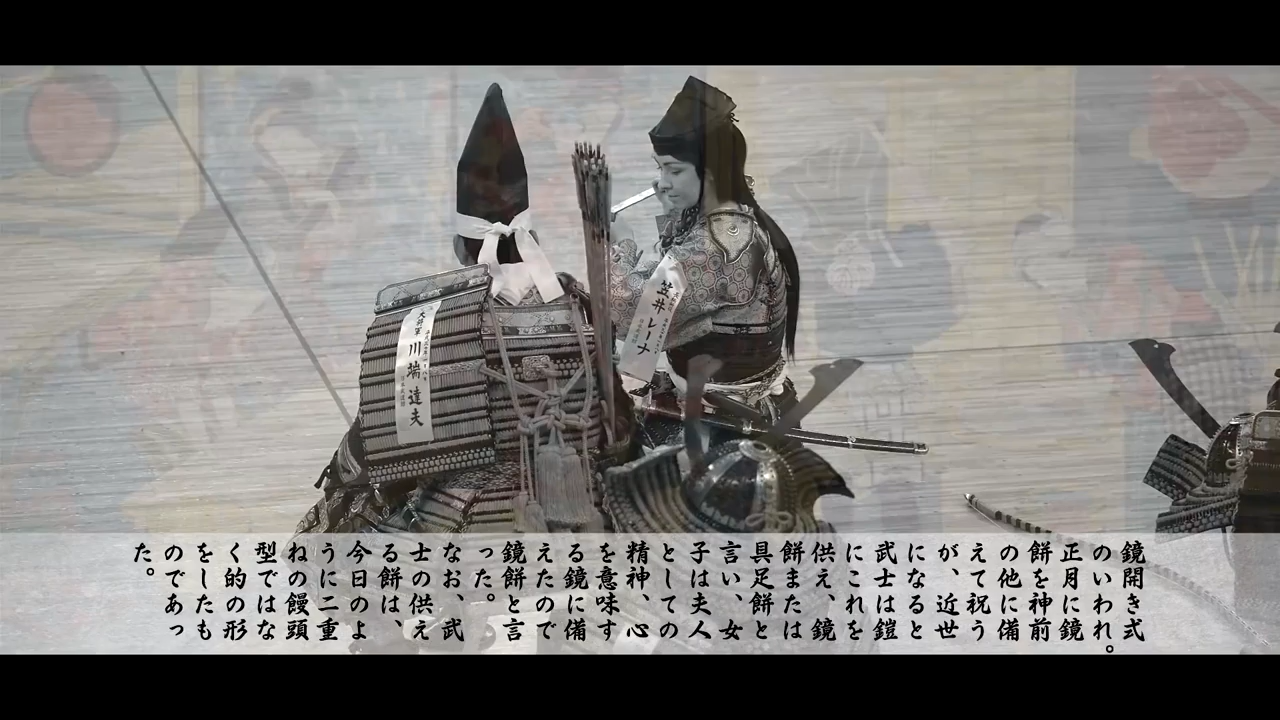 鏡開き式
のいわれ。
正月に鏡
餅を神前
の他に備
えて祝う
が、近世
になると
武士は鎧
にこれを
供え、鏡
餅または
具足餅と
言い、女
子は夫人
としての
精神、心
を意味す
る鏡に備
えたので
鏡餅と言
った。
なお、武
士の供え
る餅は、
今日のよ
うに二重
ねの饅頭
型ではな
く的の形
をしたも
のであっ
た。
笠井 レーナ
大将軍 川端 達夫